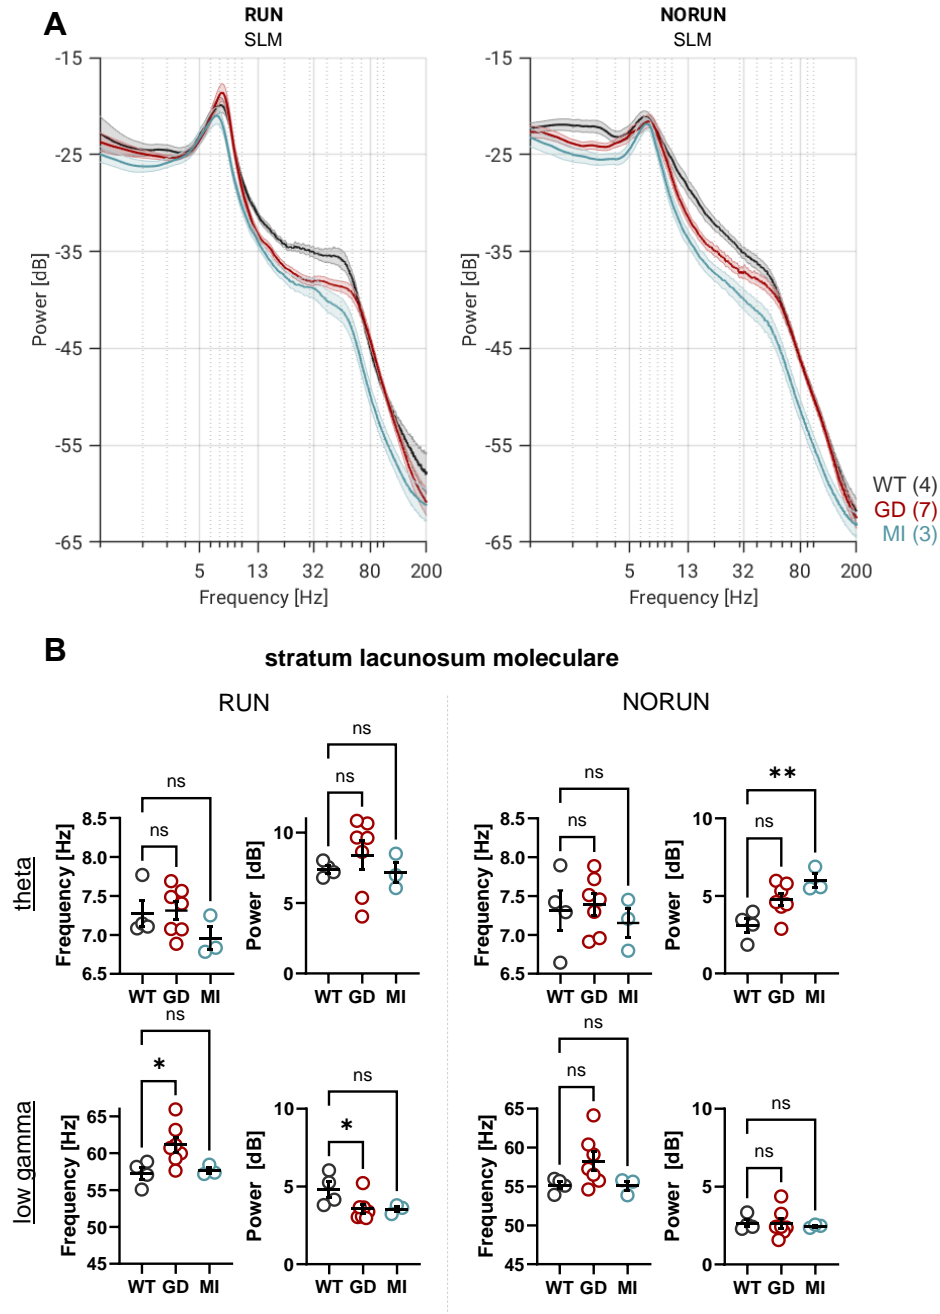 A
RUN
SLM
NORUN
SLM
-15
-25
-35
-45
-55
-65
Power [dB]
5 13 32 80 200
Frequency [Hz]
-15
-25
-35
-45
-55
-65
Power [dB]
5 13 32 80 200
Frequency [Hz]
WT (4)
GD (7)
MI (3)
B
stratum lacunosum moleculare
RUN
NORUN
theta
ns
ns
8.5
8.0
7.5
7.0
6.5
Frequency [Hz]
WT GD MI
ns
ns
10
5
0
Power [dB]
WT GD MI
ns
ns
8.5
8.0
7.5
7.0
6.5
Frequency [Hz]
WT GD MI
**
ns
10
5
0
Power [dB]
WT GD MI
low gamma
ns
*
65
60
55
50
45
Frequency [Hz]
WT GD MI
ns
*
10
5
0
Power [dB]
WT GD MI
ns
ns
65
60
55
50
45
Frequency [Hz]
WT GD MI
ns
ns
10
5
0
Power [dB]
WT GD MI